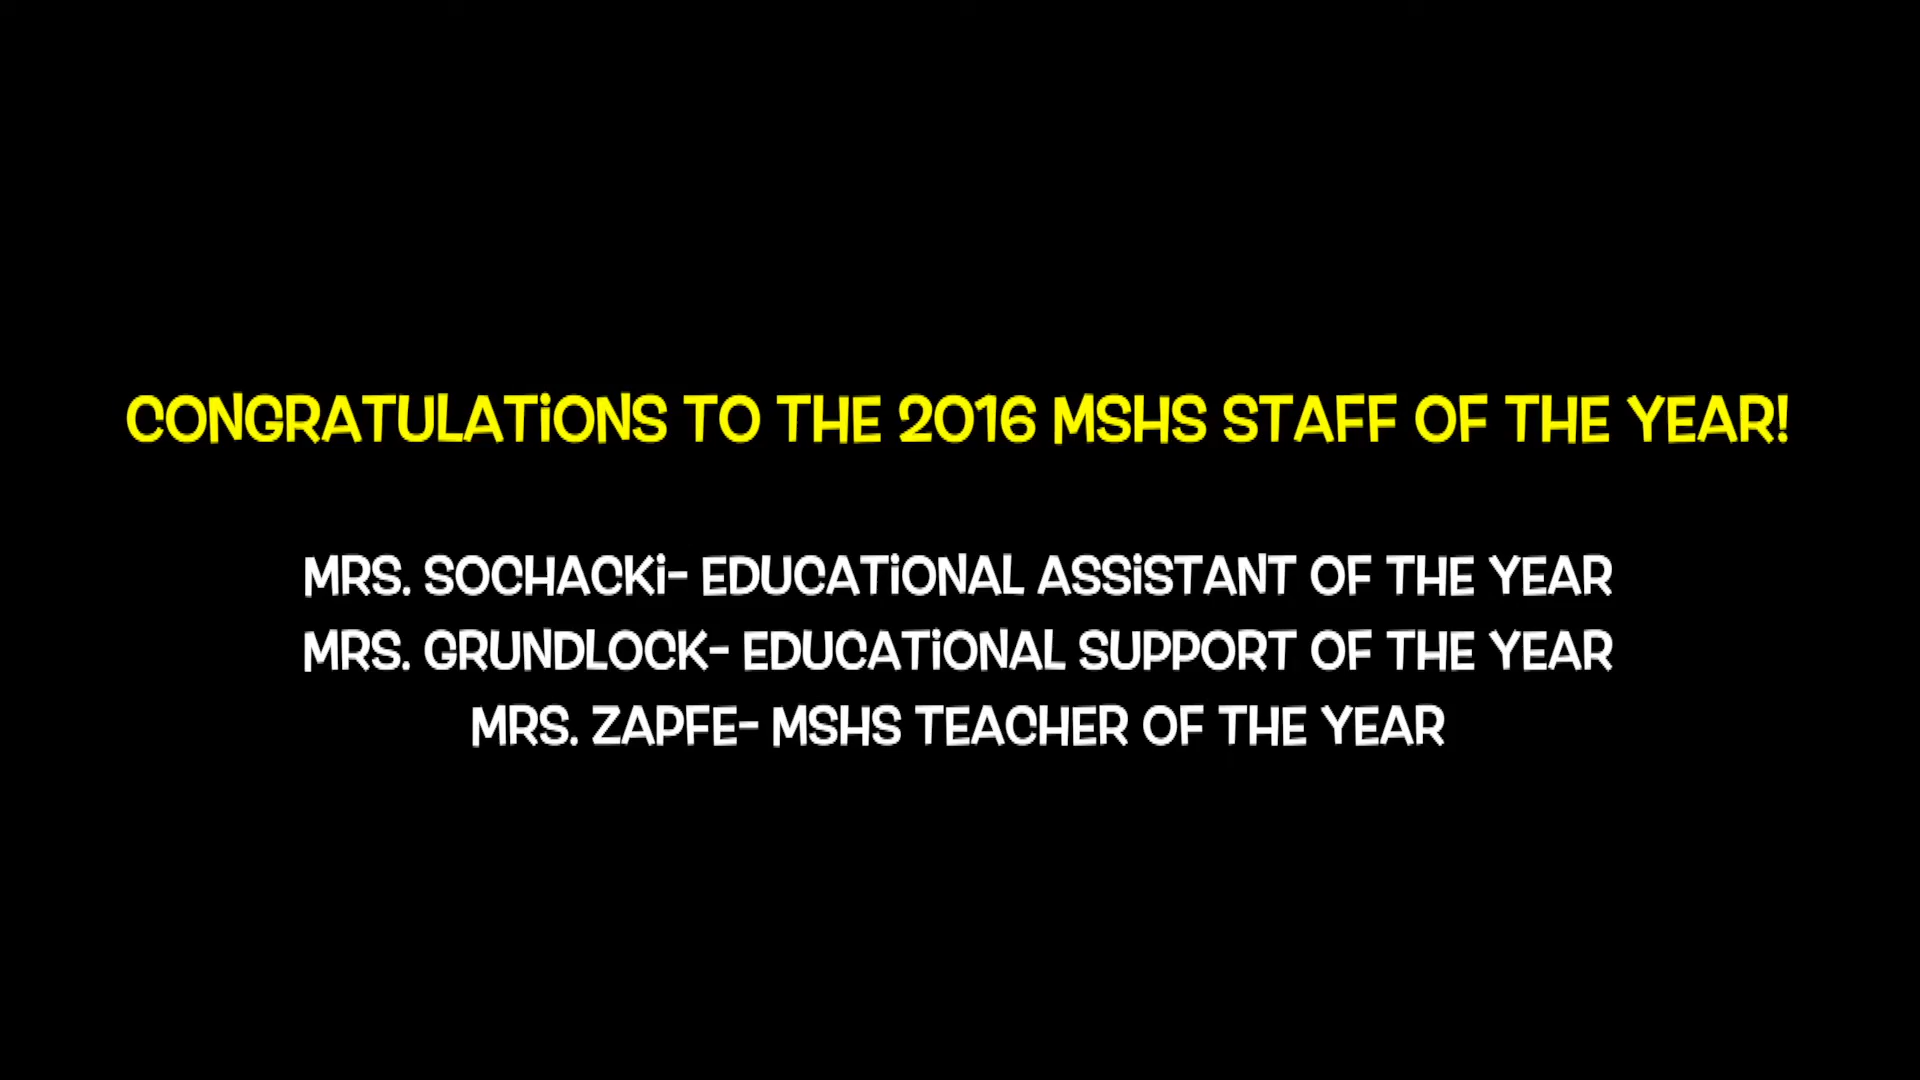 CONGRATULATiONS TO THE 2016 MSHS STAFF OF THE YEAR!
MRS. SOCHACKi- EDUCATiONAL ASSiSTANT OF THE YEAR
MRS. GRUNDLOCK- EDUCATiONAL SUPPORT OF THE YEAR
MRS. ZAPFE- MSHS TEACHER OF THE YEAR